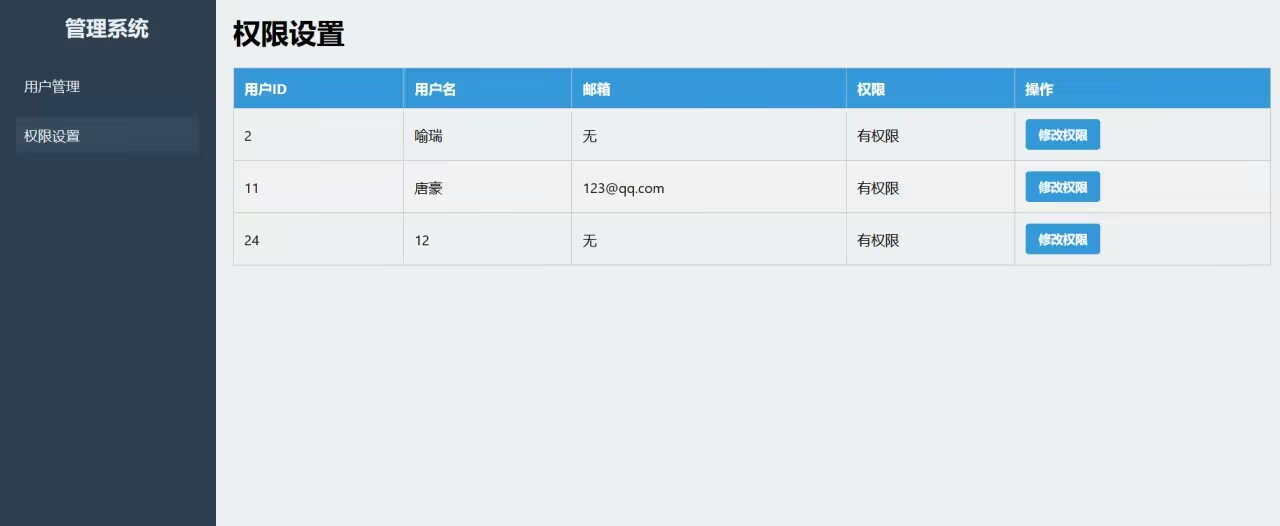 管理系统
用户管理
权限设置
权限设置
用户ID 用户名 邮箱 权限 操作
2 喻瑞 无 有权限 修改权限
11 唐豪 123@qq.com 有权限 修改权限
24 12 无 有权限 修改权限